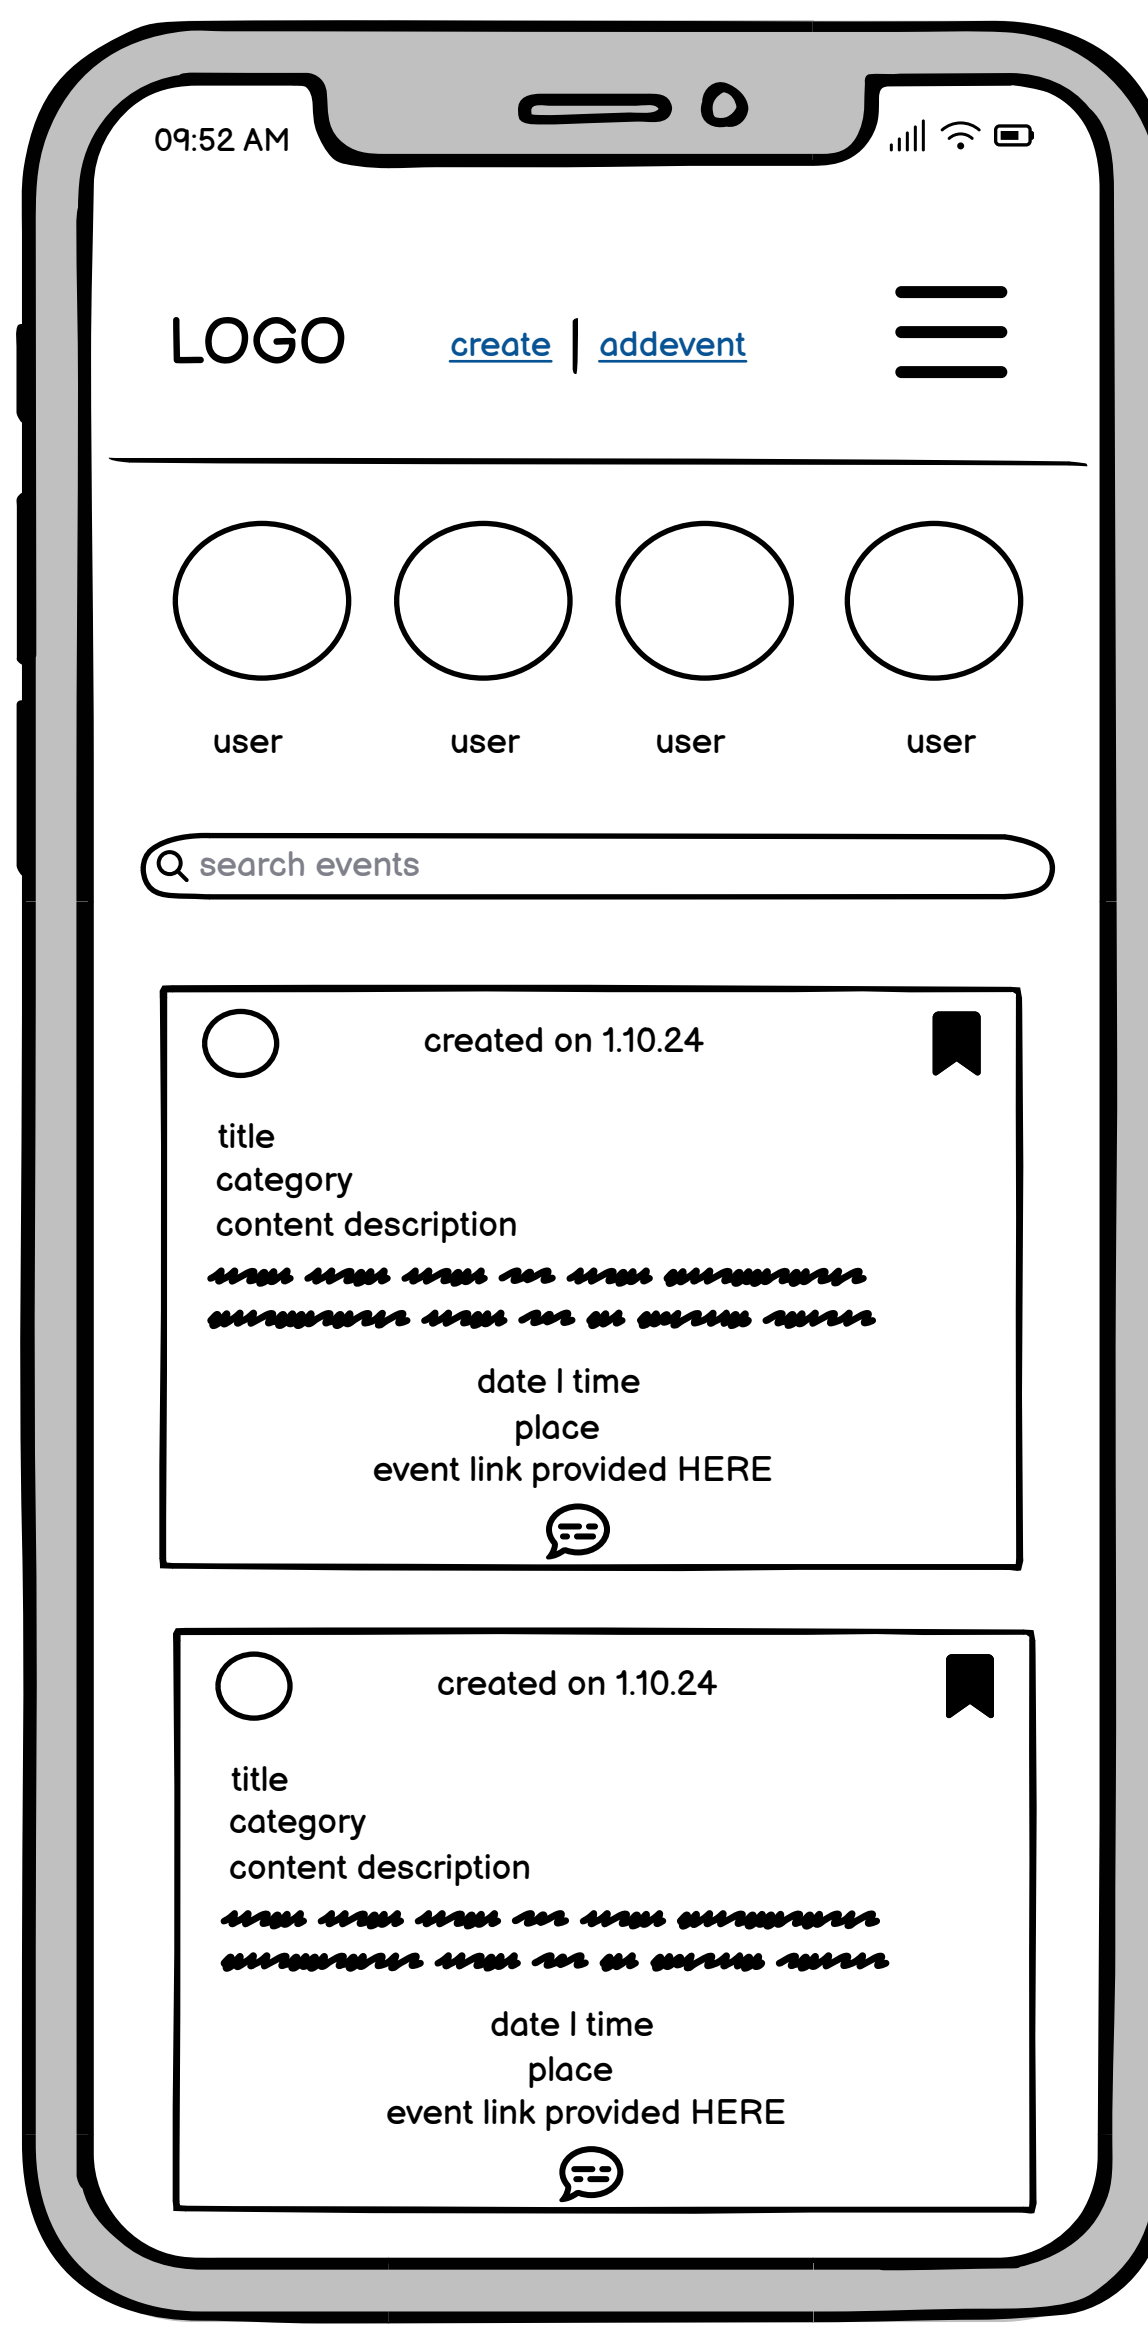 09:52 AM
LOGO
create | addevent
user user user user
search events
created on 1.10.24
title
category
content description
date | time
place
event link provided HERE
created on 1.10.24
title
category
content description
date | time
place
event link provided HERE